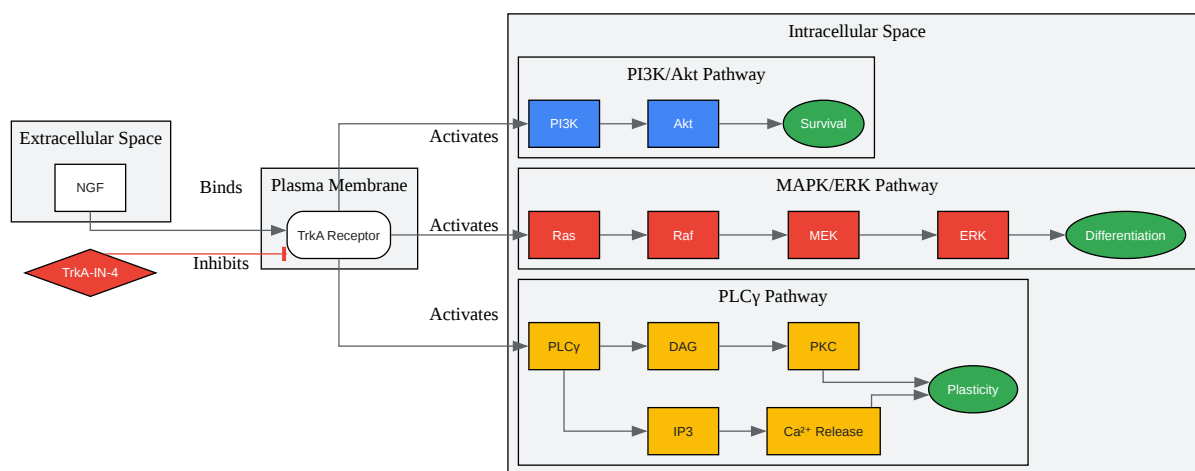 Intracellular Space
PI3K/Akt Pathway
PI3K
Akt
Survival
Activates
Extracellular Space
NGF
Binds
Plasma Membrane
TrkA Receptor
TrkA-IN-4
Inhibits
MAPK/ERK Pathway
Activates
Ras
Raf
MEK
ERK
Differentiation
PLCγ Pathway
Activates
PLCγ
DAG
PKC
Plasticity
IP3
Ca²⁺ Release